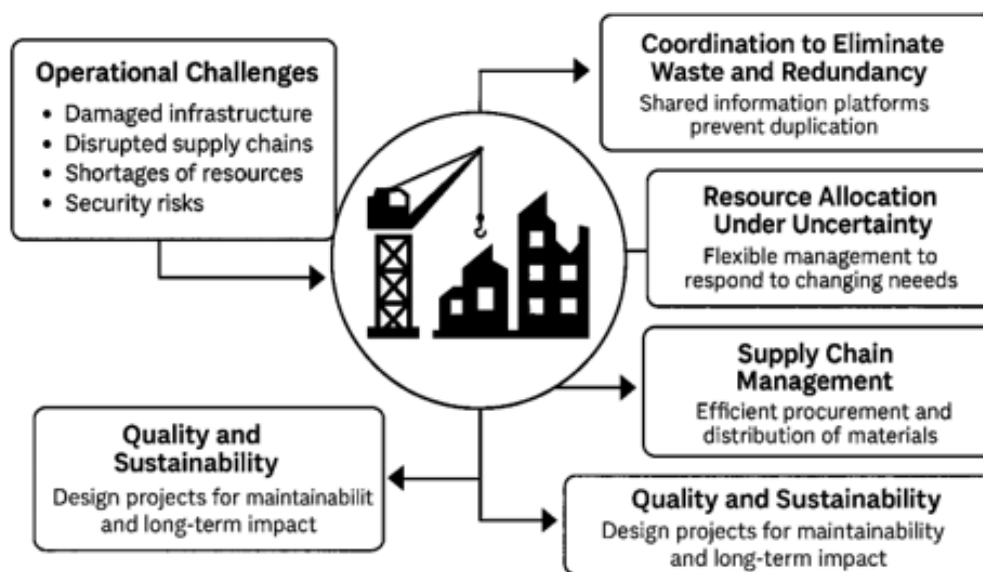 Operational Challenges
• Damaged infrastructure
• Disrupted supply chains
• Shortages of resources
• Security risks
Coordination to Eliminate
Waste and Redundancy
Shared information platforms
prevent duplication
Resource Allocation
Under Uncertainty
Flexible management to
respond to changing neeeds
Supply Chain
Management
Efficient procurement and
distribution of materials
Quality and
Sustainability
Design projects for maintainabilit
and long-term impact
Quality and Sustainability
Design projects for maintainability
and long-term impact